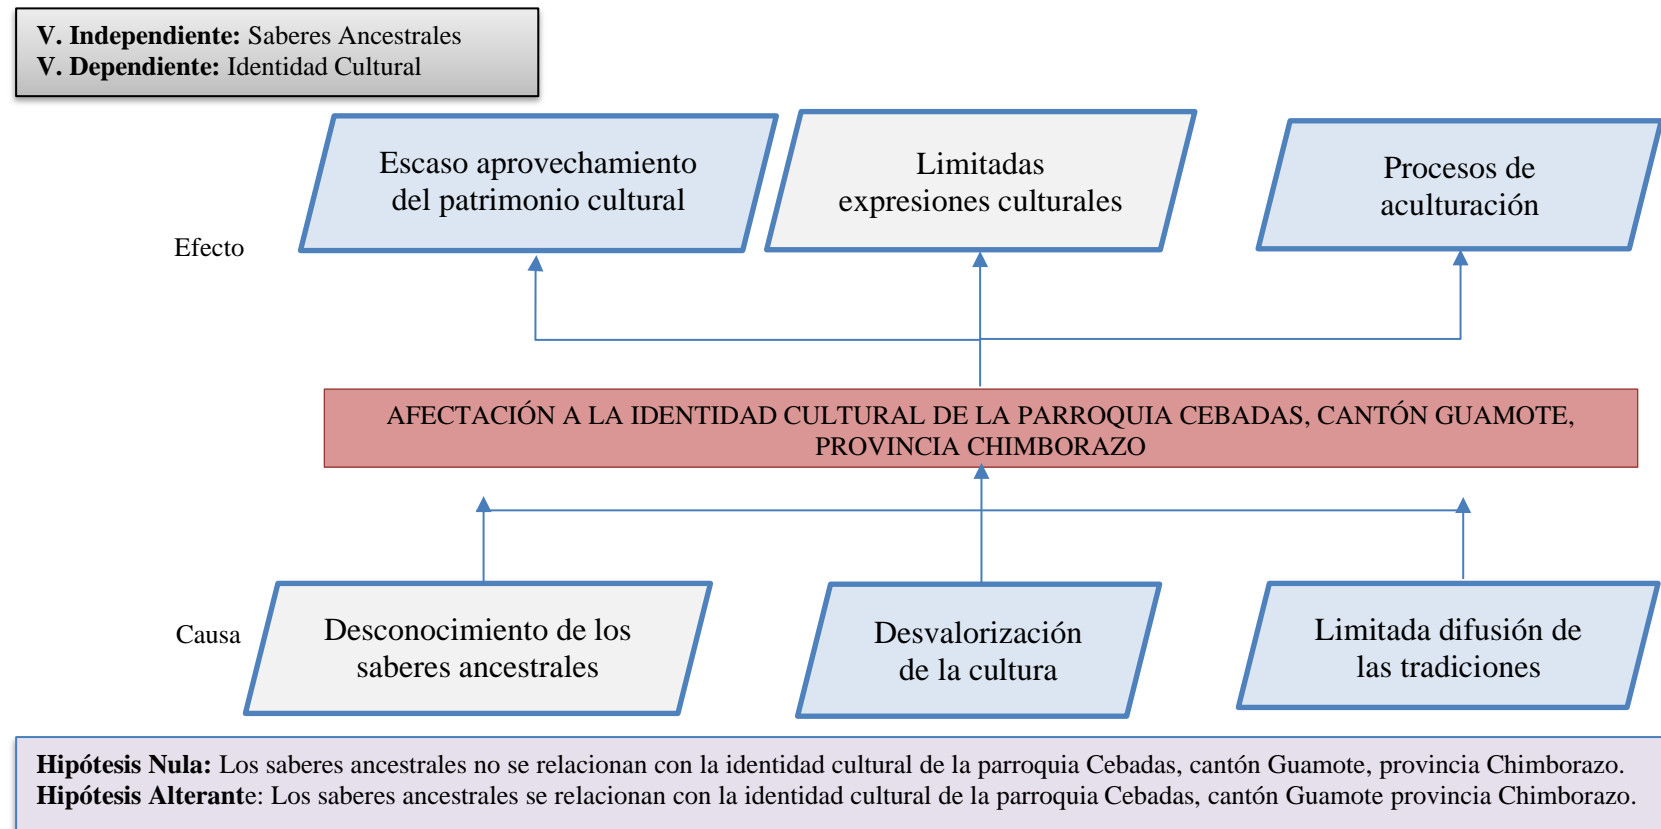 V. Independiente: Saberes Ancestrales
V. Dependiente: Identidad Cultural
Escaso aprovechamiento
del patrimonio cultural
Limitadas
expresiones culturales
Procesos de
aculturación
Efecto
AFECTACIÓN A LA IDENTIDAD CULTURAL DE LA PARROQUIA CEBADAS, CANTÓN GUAMOTE,
PROVINCIA CHIMBORAZO
Causa
Desconocimiento de los
saberes ancestrales
Desvalorización
de la cultura
Limitada difusión de
las tradiciones
Hipótesis Nula: Los saberes ancestrales no se relacionan con la identidad cultural de la parroquia Cebadas, cantón Guamote, provincia Chimborazo.
Hipótesis Alterante: Los saberes ancestrales se relacionan con la identidad cultural de la parroquia Cebadas, cantón Guamote provincia Chimborazo.